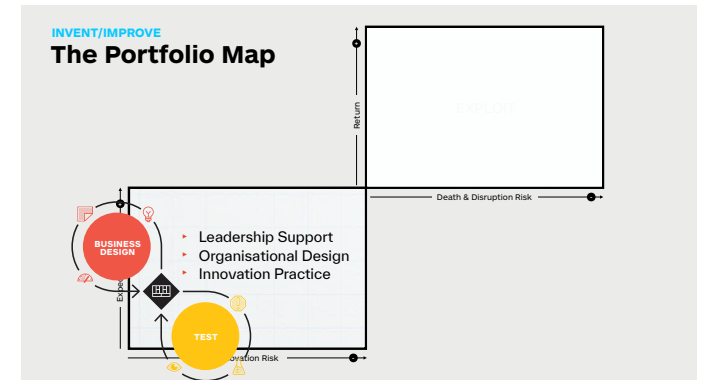 INVENT/IMPROVE
The Portfolio Map
EXPLOIT
Return
Death & Disruption Risk
BUSINESS
DESIGN
Leadership Support
Organisational Design
Innovation Practice
TEST
Risk